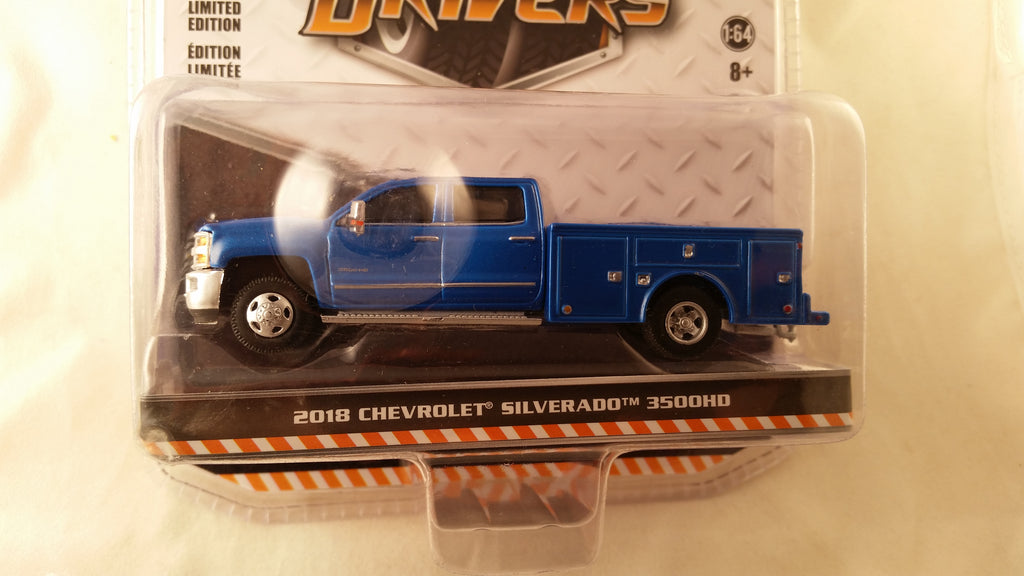 LIMITED
EDITION
DRIVERS
1:64
ÉDITION
LIMITÉE
8+
2018 CHEVROLET® SILVERADO™ 3500HD